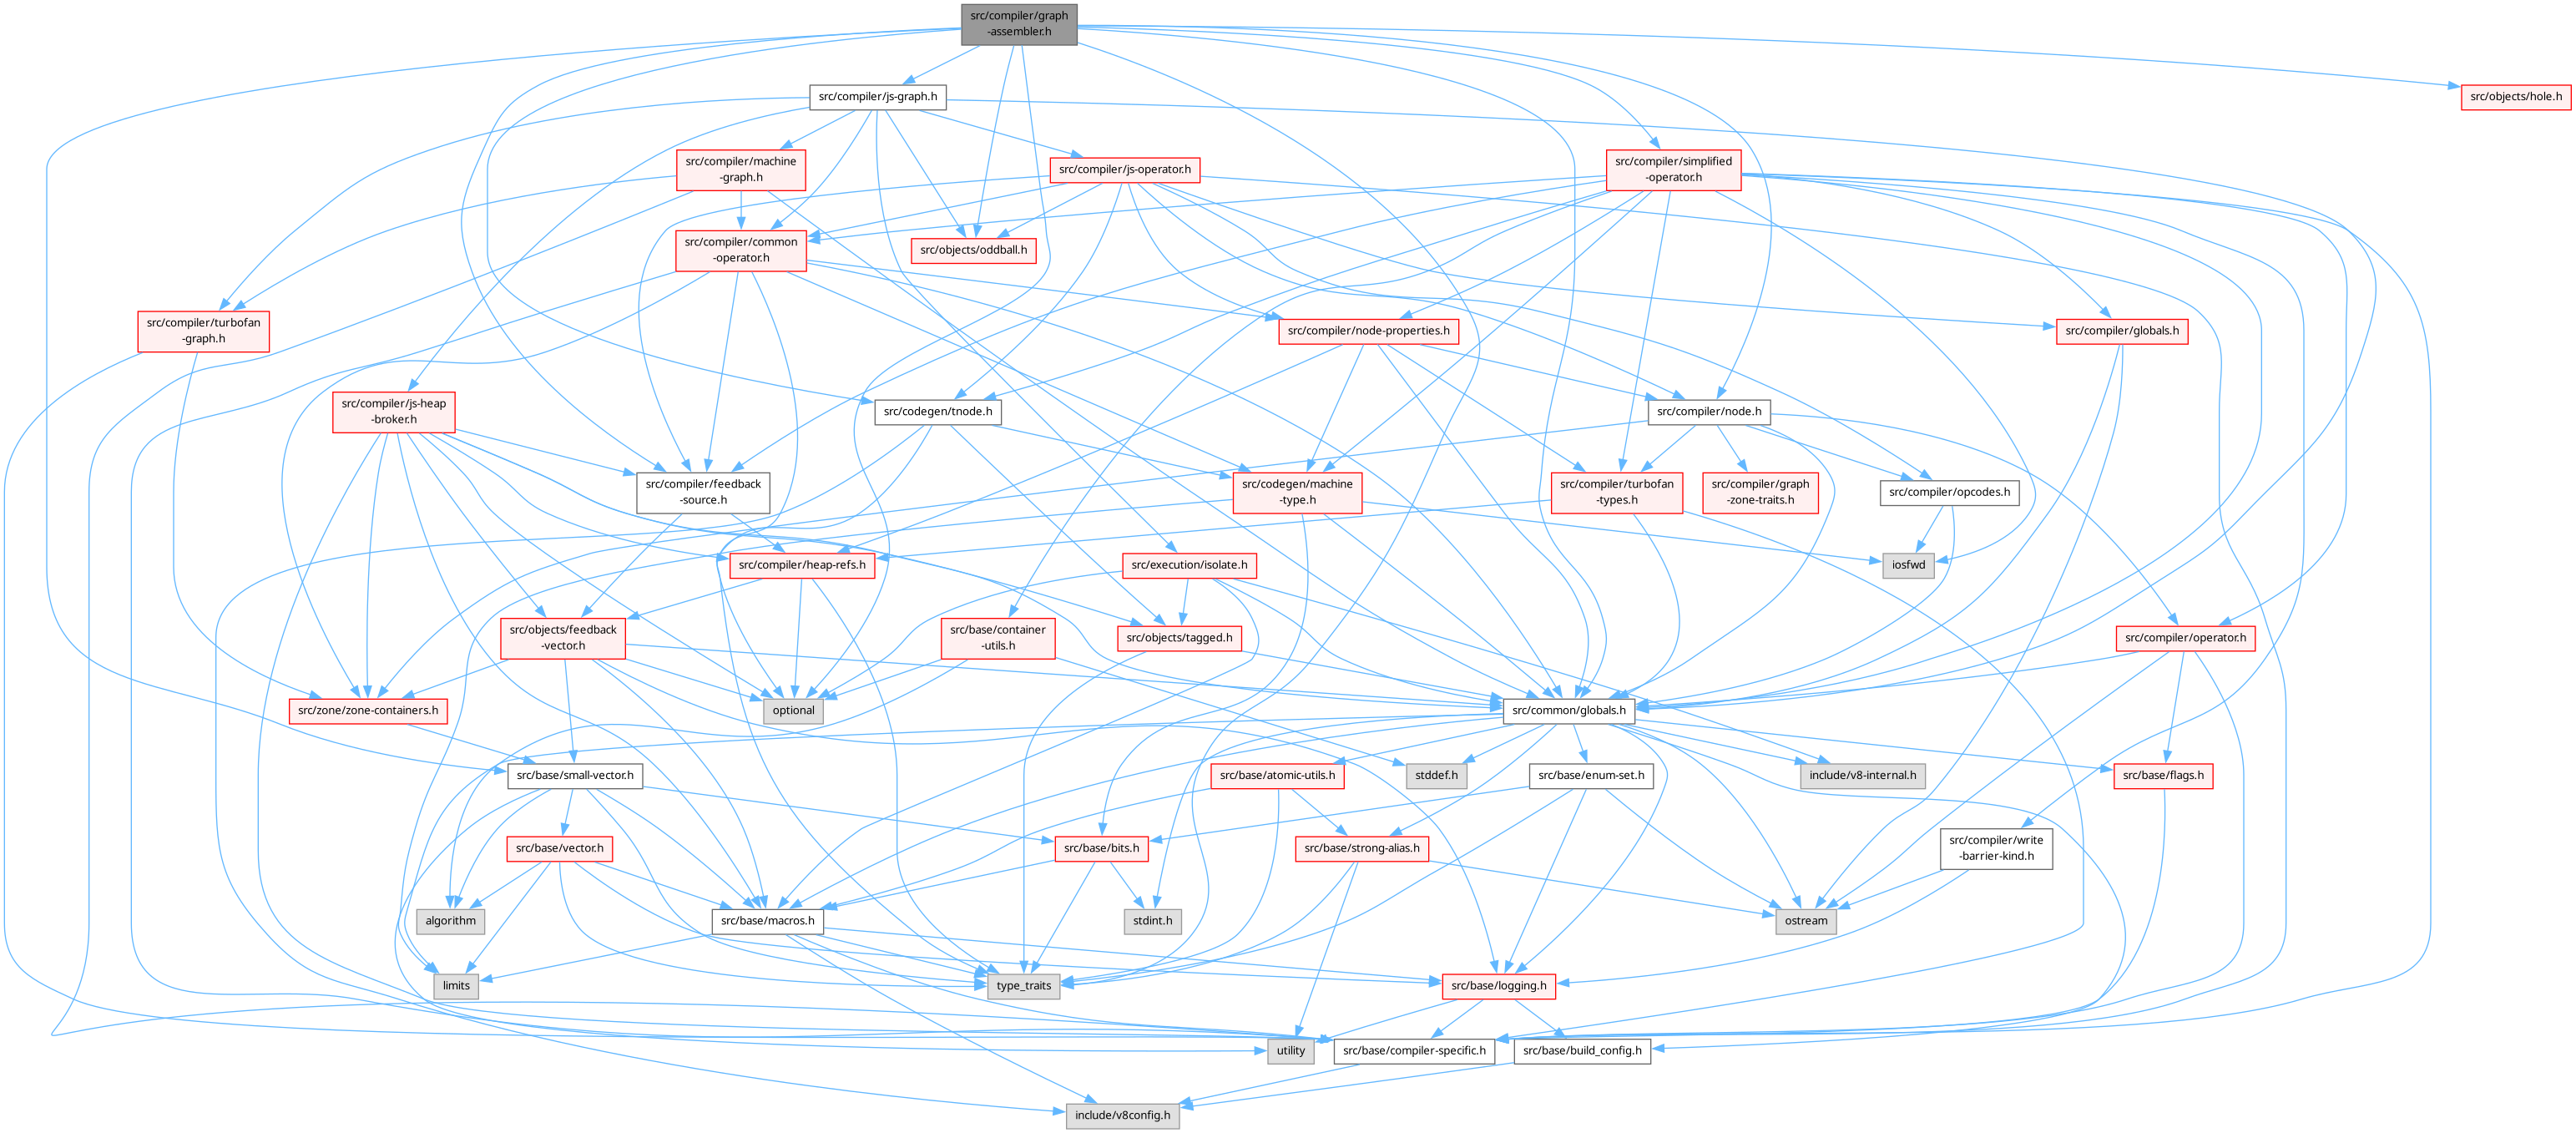 src/compiler/graph
-assembler.h
src/compiler/js-graph.h
src/objects/hole.h
src/compiler/machine
-graph.h
src/compiler/js-operator.h
src/compiler/simplified
-operator.h
src/compiler/common
-operator.h
src/objects/oddball.h
src/compiler/turbofan
-graph.h
src/compiler/node-properties.h
src/compiler/globals.h
src/compiler/js-heap
-broker.h
src/codegen/tnode.h
src/compiler/node.h
src/compiler/feedback
-source.h
src/codegen/machine
-type.h
src/compiler/turbofan
-types.h
src/compiler/graph
-zone-traits.h
src/compiler/opcodes.h
src/compiler/heap-refs.h
src/execution/isolate.h
iosfwd
src/objects/feedback
-vector.h
src/base/container
-utils.h
src/objects/tagged.h
src/compiler/operator.h
src/zone/zone-containers.h
optional
src/common/globals.h
src/base/small-vector.h
src/base/atomic-utils.h
stddef.h
src/base/enum-set.h
include/v8-internal.h
src/base/flags.h
src/base/vector.h
src/base/bits.h
src/base/strong-alias.h
src/compiler/write
-barrier-kind.h
algorithm
src/base/macros.h
stdint.h
ostream
limits
type_traits
src/base/logging.h
utility
src/base/compiler-specific.h
src/base/build_config.h
include/v8config.h